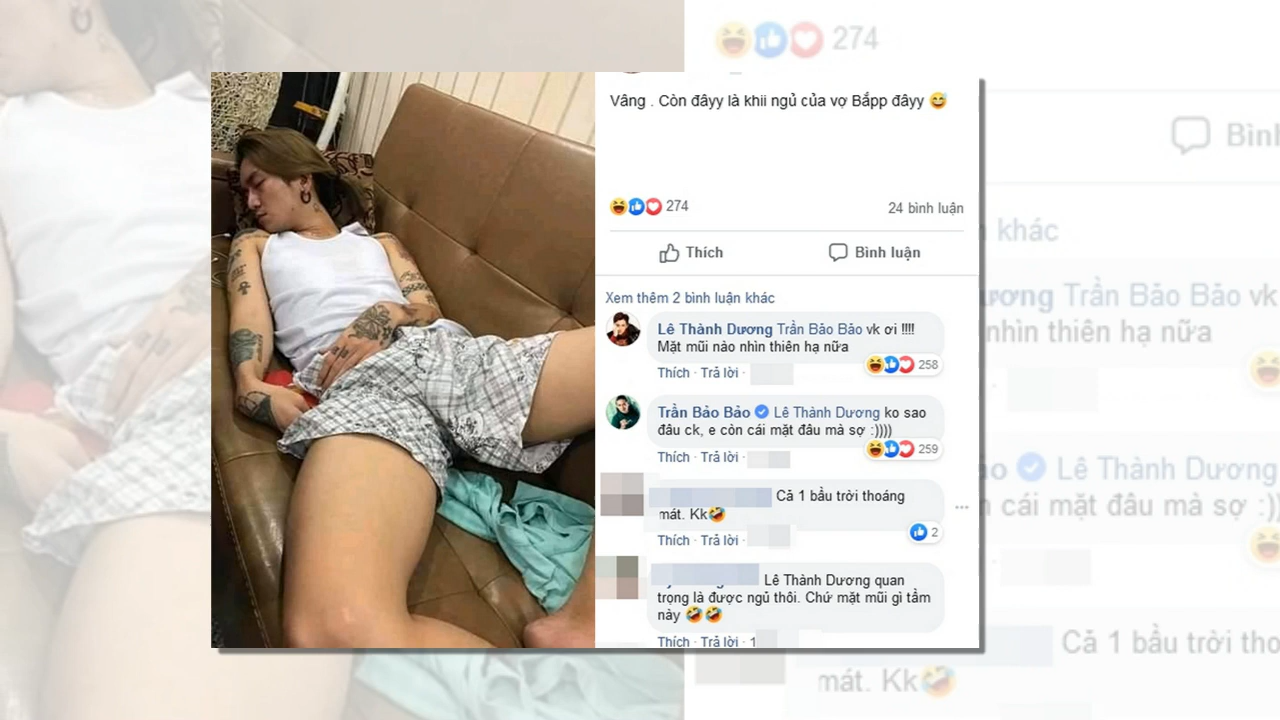 274
Bình
khác
ương Trần Bảo Bảo vk
nhìn thiên hạ nữa
ảo Lê Thành Dương
cái mặt đâu mà sợ :))
Cả 1 bầu trời tho
mát. Kk
Vâng . Còn đâyy là khii ngủ của vợ Bắpp đâyy
274
24 bình luận
Thích
Bình luận
Xem thêm 2 bình luận khác
Lê Thành Dương Trần Bảo Bảo vk ơi !!!!
Mặt mũi nào nhìn thiên hạ nữa
258
Thích · Trả lời ·
Trần Bảo Bảo Lê Thành Dương ko sao
đâu ck, e còn cái mặt đâu mà sợ :))))
259
Thích · Trả lời ·
Cả 1 bầu trời thoáng
mát. Kk
2
Thích · Trả lời ·
Lê Thành Dương quan
trọng là được ngủ thôi. Chứ mặt mũi gì tầm
này
Thích · Trả lời · 1